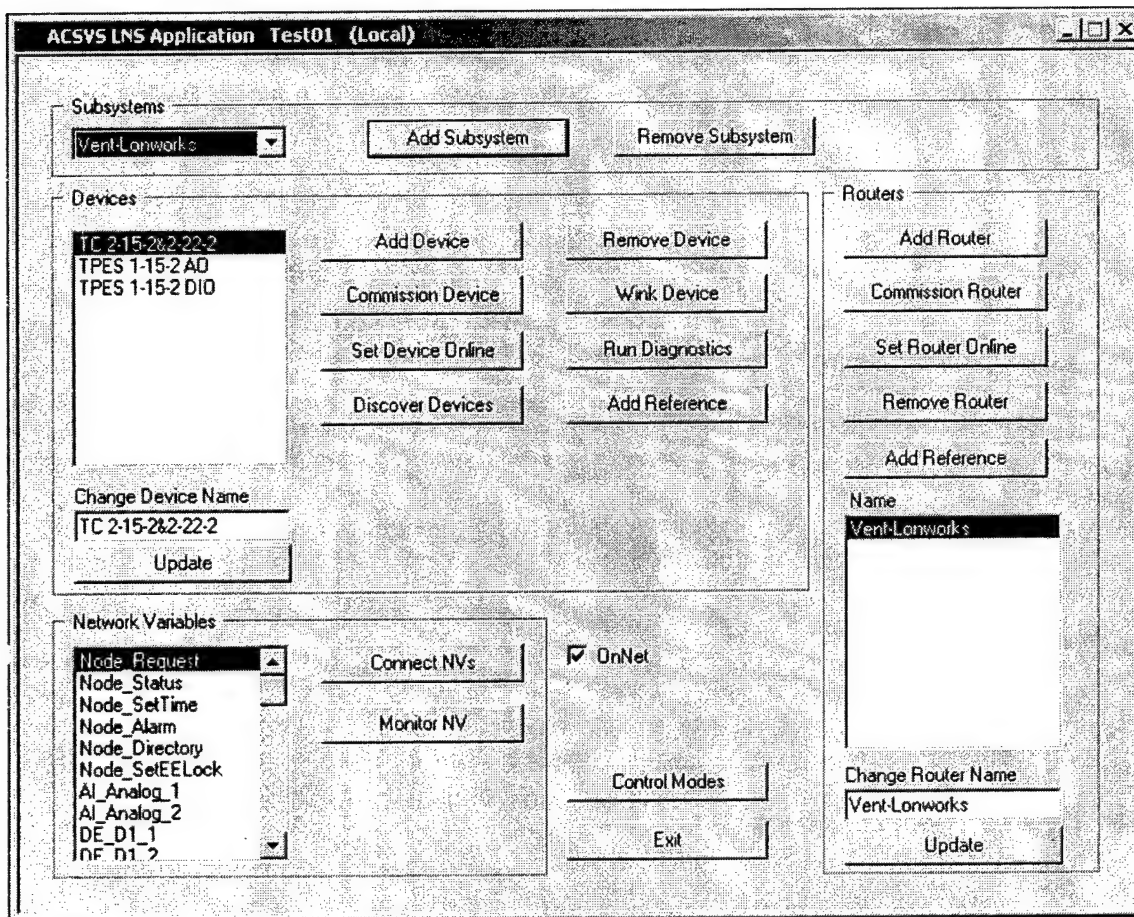 ACSVS LNS Application Test01 (Local)
Subsystems
Vent-Lonworks
Add Subsystem
Remove Subsystem
Devices
TC 2-15-2&2-22-2
TPES 1-15-2 AO
TPES 1-15-2 DIO
Add Device
Remove Device
Commission Device
Wink Device
Set Device Online
Run Diagnostics
Discover Devices
Add Reference
Change Device Name
TC 2-15-2&2-22-2
Update
Routers
Add Router
Commission Router
Set Router Online
Remove Router
Add Reference
Name
Vent-Lonworks
Change Router Name
Vent-Lonworks
Update
Network Variables
Node_Request
Node_Status
Node_SetTime
Node_Alarm
Node_Directory
Node_SetEELock
AI_Analog_1
AI_Analog_2
DE_D1_1
DE_D1_2
Connect NVs
Monitor NV
OnNet
Control Modes
Exit